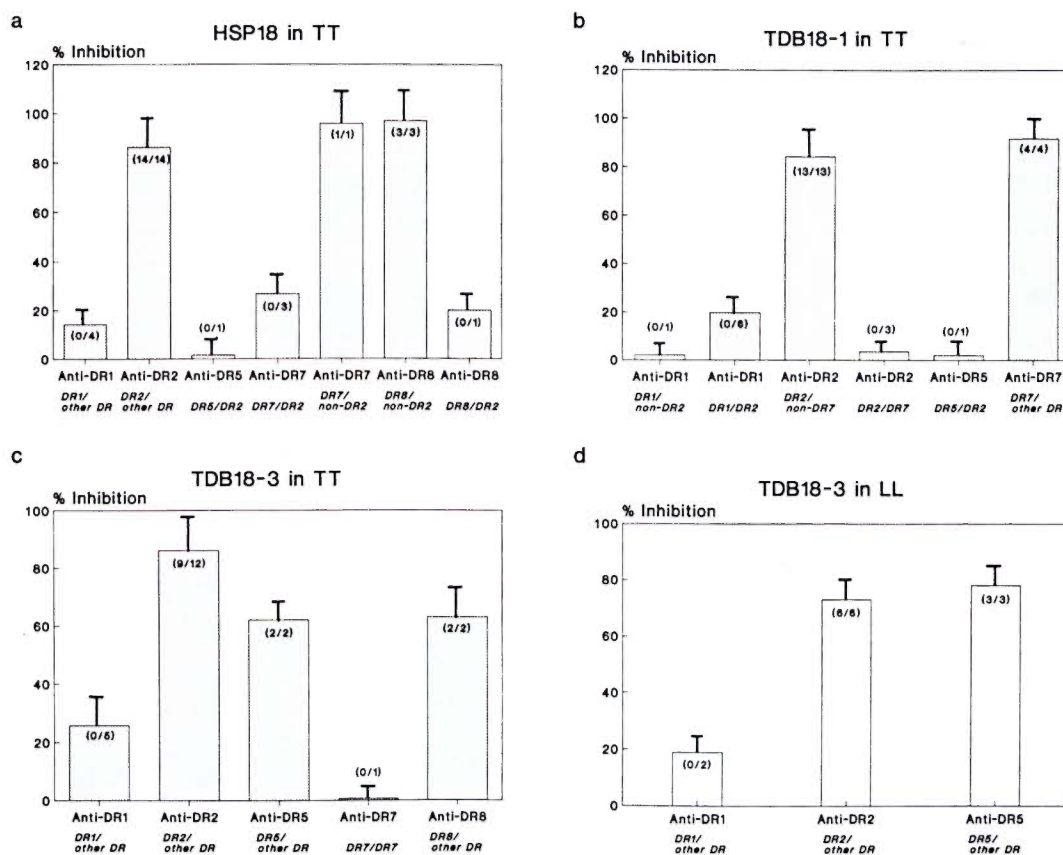 a
HSP18 in TT
% Inhibition
120
100
80
60
40
20
0
(0/4)
(14/14)
(0/1)
(0/3)
(1/1)
(3/3)
(0/1)
Anti-DR1 Anti-DR2 Anti-DR5 Anti-DR7 Anti-DR7 Anti-DR8 Anti-DR8
DR1/ DR2/ DR5/DR2 DR7/DR2 DR7/ DR8/ DR8/DR2
other DR other DR non-DR2 non-DR2
b
TDB18-1 in TT
% Inhibition
120
100
80
60
40
20
0
(0/1)
(0/6)
(13/13)
(0/3)
(0/1)
(4/4)
Anti-DR1 Anti-DR1 Anti-DR2 Anti-DR2 Anti-DR5 Anti-DR7
DR1/ DR1/DR2 DR2/ DR2/DR7 DR5/DR2 DR7/
non-DR2 non-DR7 other DR
c
TDB18-3 in TT
% Inhibition
100
80
60
40
20
0
(0/5)
(9/12)
(2/2)
(0/1)
(2/2)
Anti-DR1 Anti-DR2 Anti-DR5 Anti-DR7 Anti-DR8
DR1/ DR2/ DR5/ DR7/DR7 DR8/
other DR other DR other DR other DR
d
TDB18-3 in LL
% Inhibition
100
80
60
40
20
0
(0/2)
(6/6)
(3/3)
Anti-DR1 Anti-DR2 Anti-DR5
DR1/ DR2/ DR5/
other DR other DR other DR